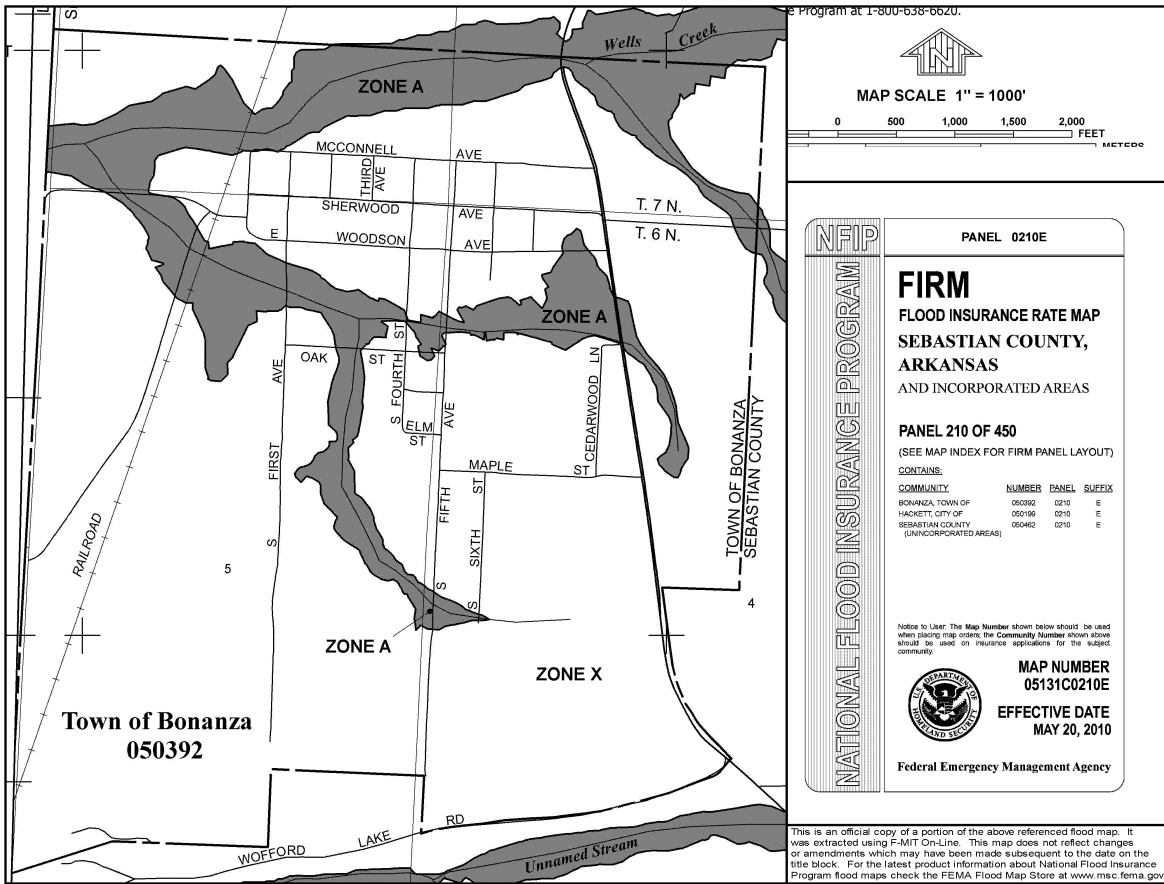 e Program at 1-800-638-6620.
S
Wells Creek
ZONE A
MCCONNELL AVE
THIRD AVE
SHERWOOD AVE
T. 7 N.
T. 6 N.
E WOODSON AVE
ZONE A
OAK ST
S FOURTH ST
ELM ST
S FIRST AVE
S FIFTH AVE
CEDARWOOD LN
MAPLE ST
S SIXTH ST
TOWN OF BONANZA
SEBASTIAN COUNTY
RAILROAD
5
4
ZONE A
ZONE X
Town of Bonanza
050392
WOFFORD LAKE RD
Unnamed Stream
N
MAP SCALE 1" = 1000'
0 500 1,000 1,500 2,000
FEET
METERS
NFIP
NATIONAL FLOOD INSURANCE PROGRAM
PANEL 0210E
FIRM
FLOOD INSURANCE RATE MAP
SEBASTIAN COUNTY,
ARKANSAS
AND INCORPORATED AREAS
PANEL 210 OF 450
(SEE MAP INDEX FOR FIRM PANEL LAYOUT)
CONTAINS:
COMMUNITY NUMBER PANEL SUFFIX
BONANZA, TOWN OF 050392 0210 E
HACKETT, CITY OF 050199 0210 E
SEBASTIAN COUNTY 050462 0210 E
(UNINCORPORATED AREAS)
Notice to User: The Map Number shown below should be used
when placing map orders; the Community Number shown above
should be used on insurance applications for the subject
community.
U.S. DEPARTMENT OF HOMELAND SECURITY
MAP NUMBER
05131C0210E
EFFECTIVE DATE
MAY 20, 2010
Federal Emergency Management Agency
This is an official copy of a portion of the above referenced flood map. It
was extracted using F-MIT On-Line. This map does not reflect changes
or amendments which may have been made subsequent to the date on the
title block. For the latest product information about National Flood Insurance
Program flood maps check the FEMA Flood Map Store at www.msc.fema.gov